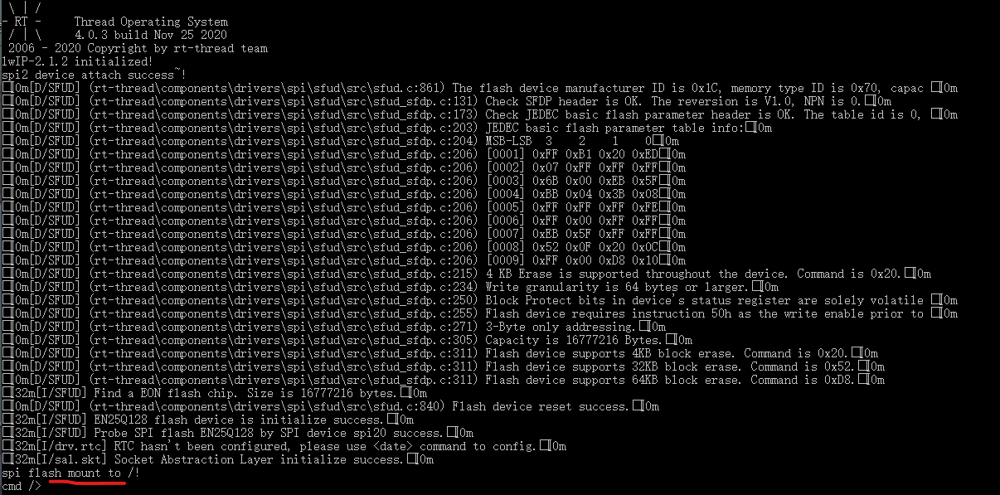 \ | /
- RT -     Thread Operating System
/ | \     4.0.3 build Nov 25 2020
2006 - 2020 Copyright by rt-thread team
lwIP-2.1.2 initialized!
spi2 device attach success~!
[0m[D/SFUD] (rt-thread\components\drivers\spi\sfud\src\sfud.c:861) The flash device manufacturer ID is 0x1C, memory type ID is 0x70, capac [0m
[0m[D/SFUD] (rt-thread\components\drivers\spi\sfud\src\sfud_sfdp.c:131) Check SFDP header is OK. The reversion is V1.0, NPN is 0.[0m
[0m[D/SFUD] (rt-thread\components\drivers\spi\sfud\src\sfud_sfdp.c:173) Check JEDEC basic flash parameter header is OK. The table id is 0, [0m
[0m[D/SFUD] (rt-thread\components\drivers\spi\sfud\src\sfud_sfdp.c:203) JEDEC basic flash parameter table info:[0m
[0m[D/SFUD] (rt-thread\components\drivers\spi\sfud\src\sfud_sfdp.c:204) MSB-LSB  3    2    1    0[0m
[0m[D/SFUD] (rt-thread\components\drivers\spi\sfud\src\sfud_sfdp.c:206) [0001] 0xFF 0xB1 0x20 0xED[0m
[0m[D/SFUD] (rt-thread\components\drivers\spi\sfud\src\sfud_sfdp.c:206) [0002] 0x07 0xFF 0xFF 0xFF[0m
[0m[D/SFUD] (rt-thread\components\drivers\spi\sfud\src\sfud_sfdp.c:206) [0003] 0x6B 0x00 0xEB 0x5F[0m
[0m[D/SFUD] (rt-thread\components\drivers\spi\sfud\src\sfud_sfdp.c:206) [0004] 0xBB 0x04 0x3B 0x08[0m
[0m[D/SFUD] (rt-thread\components\drivers\spi\sfud\src\sfud_sfdp.c:206) [0005] 0xFF 0xFF 0xFF 0xFE[0m
[0m[D/SFUD] (rt-thread\components\drivers\spi\sfud\src\sfud_sfdp.c:206) [0006] 0xFF 0x00 0xFF 0xFF[0m
[0m[D/SFUD] (rt-thread\components\drivers\spi\sfud\src\sfud_sfdp.c:206) [0007] 0xEB 0x5F 0xFF 0xFF[0m
[0m[D/SFUD] (rt-thread\components\drivers\spi\sfud\src\sfud_sfdp.c:206) [0008] 0x52 0x0F 0x20 0x0C[0m
[0m[D/SFUD] (rt-thread\components\drivers\spi\sfud\src\sfud_sfdp.c:206) [0009] 0xFF 0x00 0xD8 0x10[0m
[0m[D/SFUD] (rt-thread\components\drivers\spi\sfud\src\sfud_sfdp.c:215) 4 KB Erase is supported throughout the device. Command is 0x20.[0m
[0m[D/SFUD] (rt-thread\components\drivers\spi\sfud\src\sfud_sfdp.c:234) Write granularity is 64 bytes or larger.[0m
[0m[D/SFUD] (rt-thread\components\drivers\spi\sfud\src\sfud_sfdp.c:250) Block Protect bits in device's status register are solely volatile [0m
[0m[D/SFUD] (rt-thread\components\drivers\spi\sfud\src\sfud_sfdp.c:255) Flash device requires instruction 50h as the write enable prior to [0m
[0m[D/SFUD] (rt-thread\components\drivers\spi\sfud\src\sfud_sfdp.c:271) 3-Byte only addressing.[0m
[0m[D/SFUD] (rt-thread\components\drivers\spi\sfud\src\sfud_sfdp.c:305) Capacity is 16777216 Bytes.[0m
[0m[D/SFUD] (rt-thread\components\drivers\spi\sfud\src\sfud_sfdp.c:311) Flash device supports 4KB block erase. Command is 0x20.[0m
[0m[D/SFUD] (rt-thread\components\drivers\spi\sfud\src\sfud_sfdp.c:311) Flash device supports 32KB block erase. Command is 0x52.[0m
[0m[D/SFUD] (rt-thread\components\drivers\spi\sfud\src\sfud_sfdp.c:311) Flash device supports 64KB block erase. Command is 0xD8.[0m
[32m[I/SFUD] Find a EON flash chip. Size is 16777216 bytes.[0m
[0m[D/SFUD] (rt-thread\components\drivers\spi\sfud\src\sfud.c:840) Flash device reset success.[0m
[32m[I/SFUD] EN25Q128 flash device is initialize success.[0m
[32m[I/SFUD] Probe SPI flash EN25Q128 by SPI device spi20 success.[0m
[32m[I/drv.rtc] RTC hasn't been configured, please use <date> command to config.[0m
[32m[I/sal.skt] Socket Abstraction Layer initialize success.[0m
spi flash mount to /!
cmd />